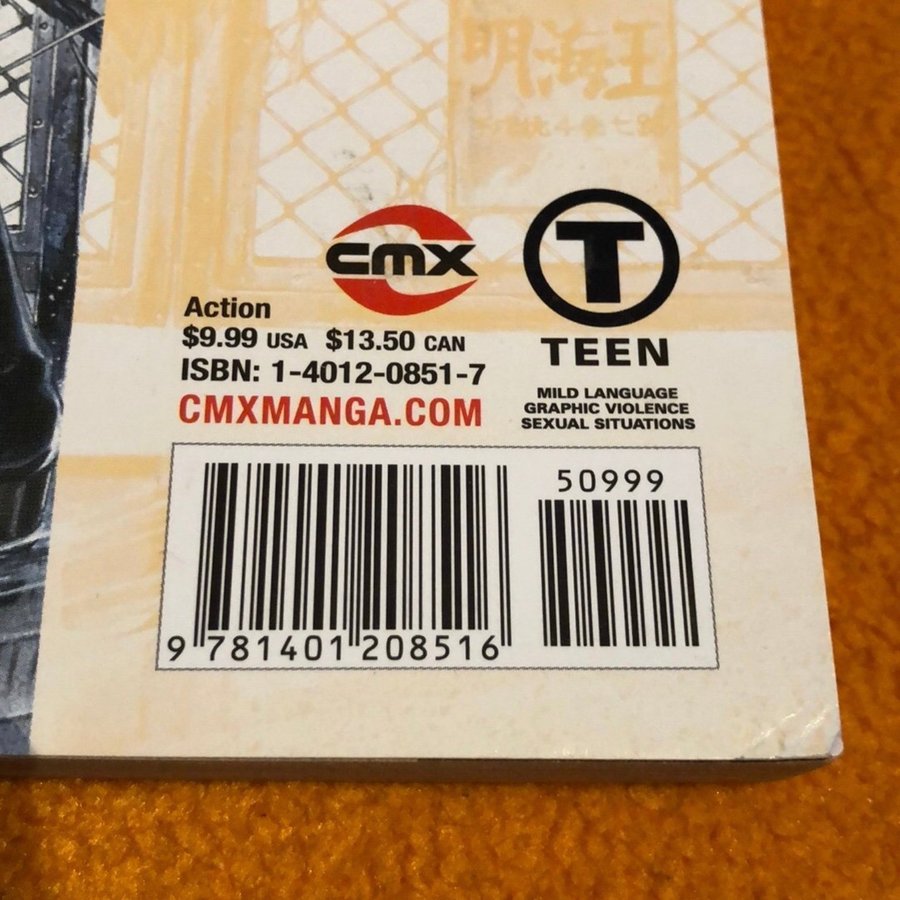 明海王
cmx
T
Action
$9.99 USA $13.50 CAN
ISBN: 1-4012-0851-7
CMXMANGA.COM
TEEN
MILD LANGUAGE
GRAPHIC VIOLENCE
SEXUAL SITUATIONS
50999
9 781401 208516